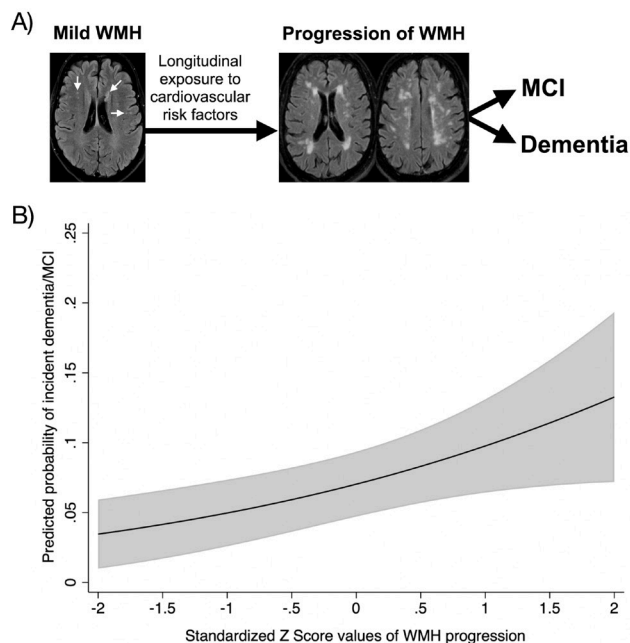 A)
Mild WMH
Longitudinal
exposure to
cardiovascular
risk factors
Progression of WMH
MCI
Dementia
B)
Predicted probability of incident dementia/MCI
.25
.2
.15
.1
.05
0
-2
-1.5
-1
-.5
0
.5
1
1.5
2
Standardized Z Score values of WMH progression